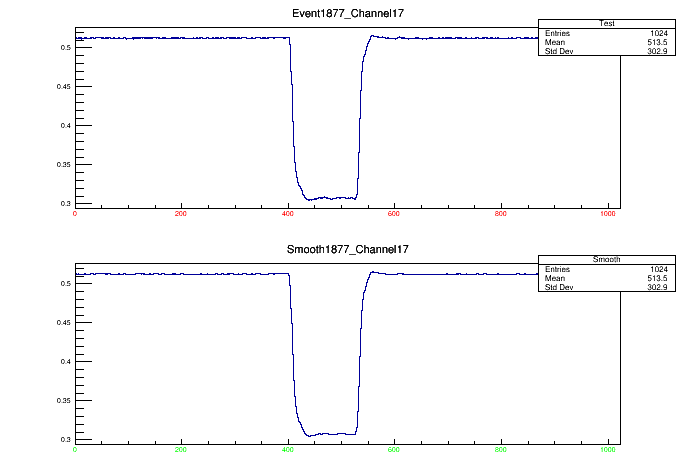 Event1877_Channel17
Test
Entries 1024
Mean 513.5
Std Dev 302.9
0.5
0.45
0.4
0.35
0.3
0 200 400 600 800 1000
Smooth1877_Channel17
Smooth
Entries 1024
Mean 513.5
Std Dev 302.9
0.5
0.45
0.4
0.35
0.3
0 200 400 600 800 1000